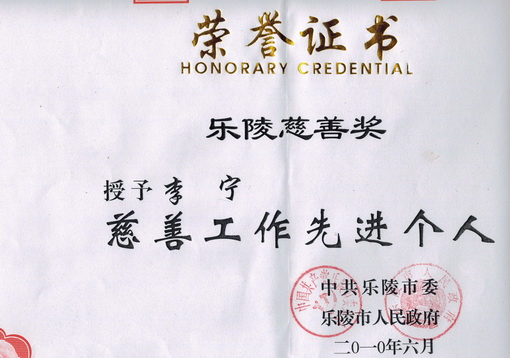 荣誉证书
HONORARY CREDENTIAL
乐陵慈善奖
授予李 宁
慈善工作先进个人
中共乐陵市委
乐陵市人民政府
二〇一〇年六月